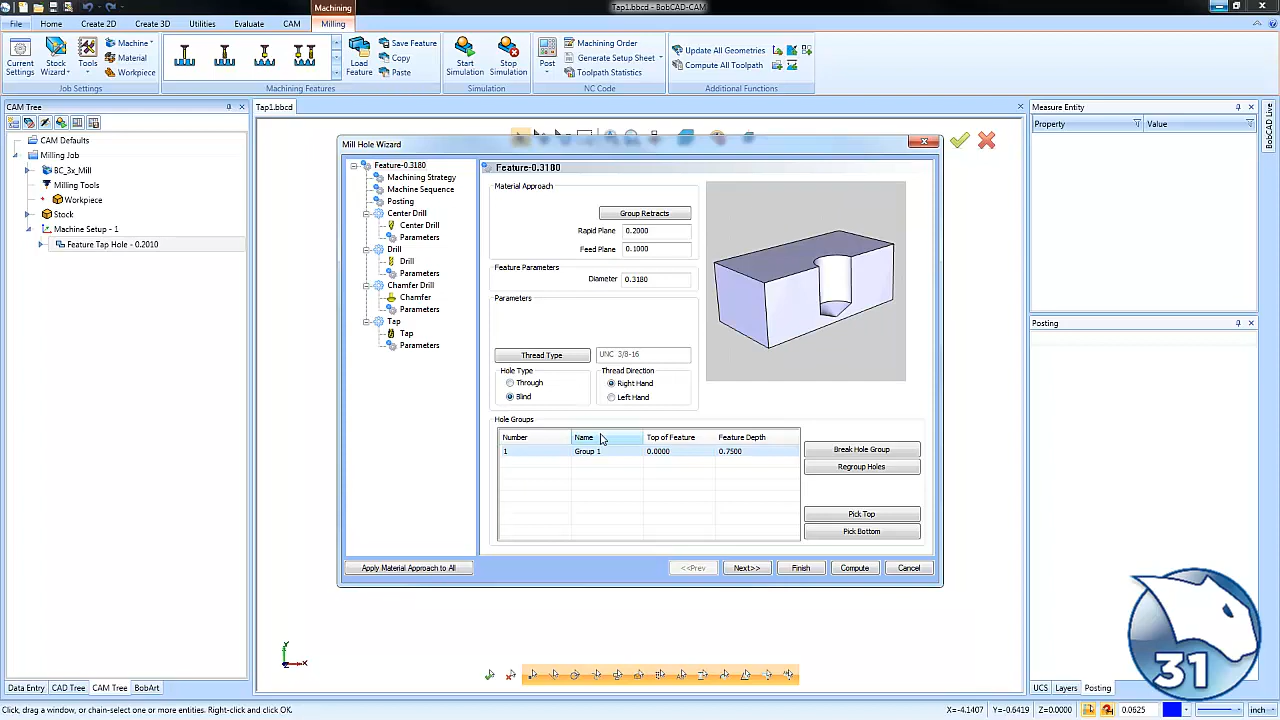 Machining
Tap1.bbcd - BobCAD-CAM
File Home Create 2D Create 3D Utilities Evaluate CAM Milling
Current Settings
Stock Wizard
Tools
Machine
Material
Workpiece
Job Settings
Load Feature
Save Feature
Copy
Paste
Machining Features
Start Simulation
Stop Simulation
Simulation
Post
Machining Order
Generate Setup Sheet
Toolpath Statistics
NC Code
Update All Geometries
Compute All Toolpath
Additional Functions
CAM Tree
CAM Defaults
Milling Job
BC_3x_Mill
Milling Tools
Workpiece
Stock
Machine Setup - 1
Feature Tap Hole - 0.2010
Data Entry CAD Tree CAM Tree BobArt
Tap1.bbcd
Mill Hole Wizard
Feature-0.3180
Machining Strategy
Machine Sequence
Posting
Center Drill
Center Drill
Parameters
Drill
Drill
Parameters
Chamfer Drill
Chamfer
Parameters
Tap
Tap
Parameters
Feature-0.3180
Material Approach
Group Retracts
Rapid Plane 0.2000
Feed Plane 0.1000
Feature Parameters
Diameter 0.3180
Parameters
Thread Type UNC 3/8-16
Hole Type
Through
Blind
Thread Direction
Right Hand
Left Hand
Hole Groups
Number Name Top of Feature Feature Depth
1 Group 1 0.0000 0.7500
Break Hole Group
Regroup Holes
Pick Top
Pick Bottom
Apply Material Approach to All <<Prev Next>> Finish Compute Cancel
Y
X
Measure Entity
Property Value
Posting
BobCAD Live
UCS Layers Posting
31
Click, drag a window, or chain-select one or more entities. Right-click and click OK.
X=-4.1407 Y=-0.6419 Z=0.0000 0.0625 inch